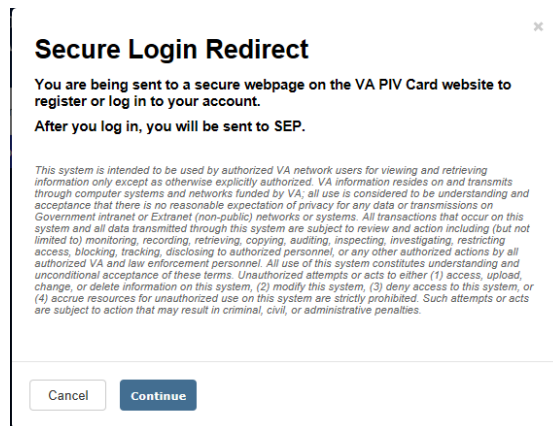 ×
Secure Login Redirect
You are being sent to a secure webpage on the VA PIV Card website to
register or log in to your account.
After you log in, you will be sent to SEP.
This system is intended to be used by authorized VA network users for viewing and retrieving
information only except as otherwise explicitly authorized. VA information resides on and transmits
through computer systems and networks funded by VA; all use is considered to be understanding and
acceptance that there is no reasonable expectation of privacy for any data or transmissions on
Government intranet or Extranet (non-public) networks or systems. All transactions that occur on this
system and all data transmitted through this system are subject to review and action including (but not
limited to) monitoring, recording, retrieving, copying, auditing, inspecting, investigating, restricting
access, blocking, tracking, disclosing to authorized personnel, or any other authorized actions by all
authorized VA and law enforcement personnel. All use of this system constitutes understanding and
unconditional acceptance of these terms. Unauthorized attempts or acts to either (1) access, upload,
change, or delete information on this system, (2) modify this system, (3) deny access to this system, or
(4) accrue resources for unauthorized use on this system are strictly prohibited. Such attempts or acts
are subject to action that may result in criminal, civil, or administrative penalties.
Cancel Continue